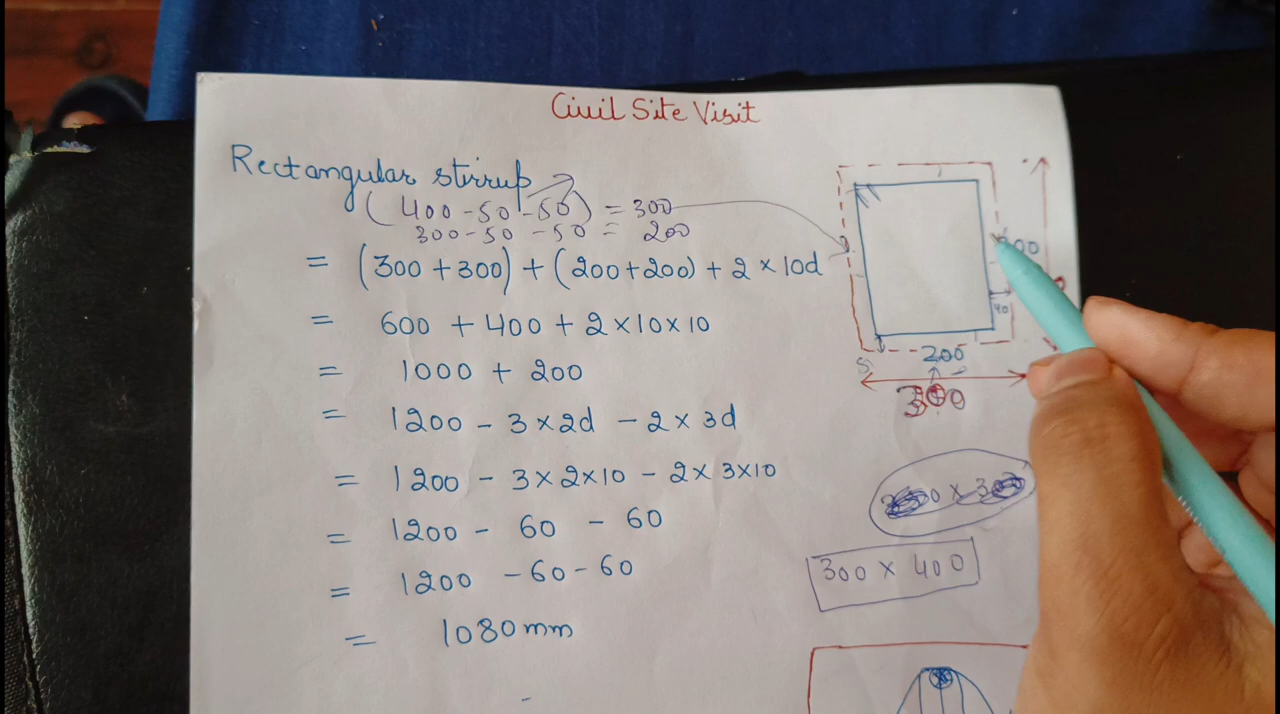 Civil Site Visit
Rectangular stirrup
(400 - 50 - 50) = 300
300 - 50 - 50 = 200
= (300 + 300) + (200 + 200) + 2 × 10d
= 600 + 400 + 2 × 10 × 10
= 1000 + 200
= 1200 - 3 × 2d - 2 × 3d
= 1200 - 3 × 2 × 10 - 2 × 3 × 10
= 1200 - 60 - 60
= 1200 - 60 - 60
= 1080 mm
40
200
300
300 × 400